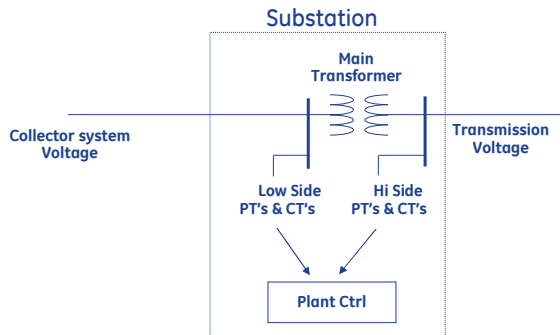 Substation
Main
Transformer
Collector system
Voltage
Transmission
Voltage
Low Side
PT's & CT's
Hi Side
PT's & CT's
Plant Ctrl